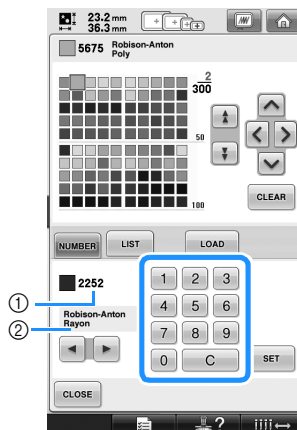 23.2 mm
36.3 mm
5675 Robison-Anton
Poly
2
300
50
100
CLEAR
NUMBER LIST LOAD
① 2252
② Robison-Anton
Rayon
1 2 3
4 5 6
7 8 9
0 C
SET
CLOSE
?